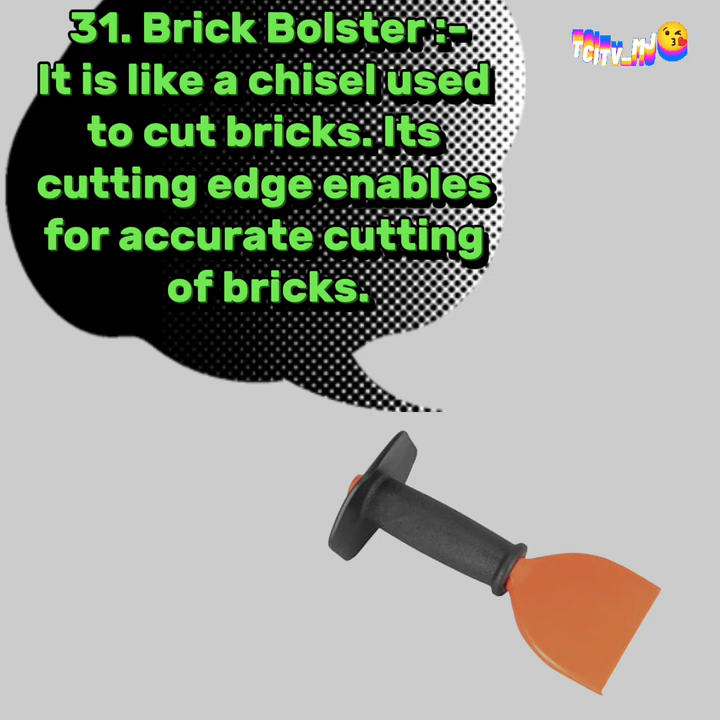 31. Brick Bolster :-
It is like a chisel used
to cut bricks. Its
cutting edge enables
for accurate cutting
of bricks.
TCITY_MJ😘